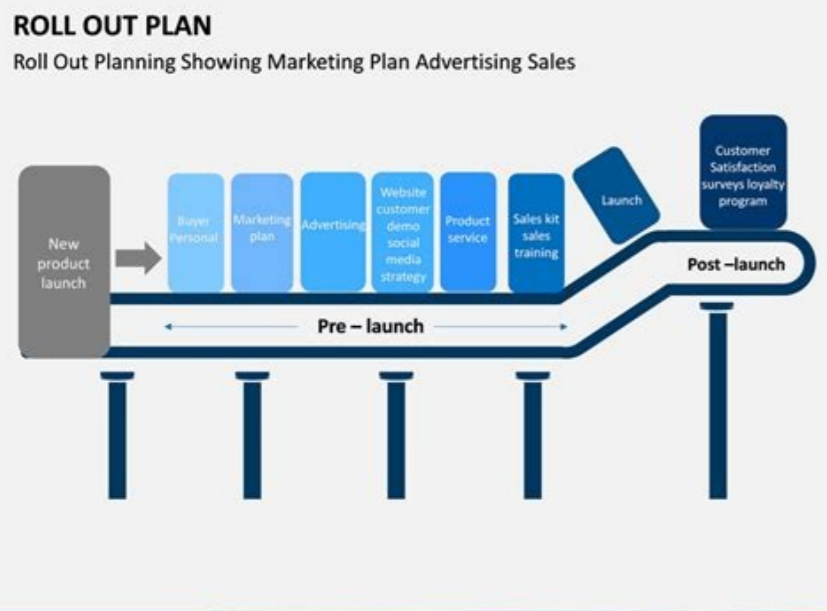 ROLL OUT PLAN
Roll Out Planning Showing Marketing Plan Advertising Sales
New
product
launch
Buyer
Personal
Marketing
plan
Advertising
Website
customer
demo
social
media
strategy
Product
service
Sales kit
sales
training
Launch
Customer
Satisfaction
surveys loyalty
program
Post –launch
Pre – launch